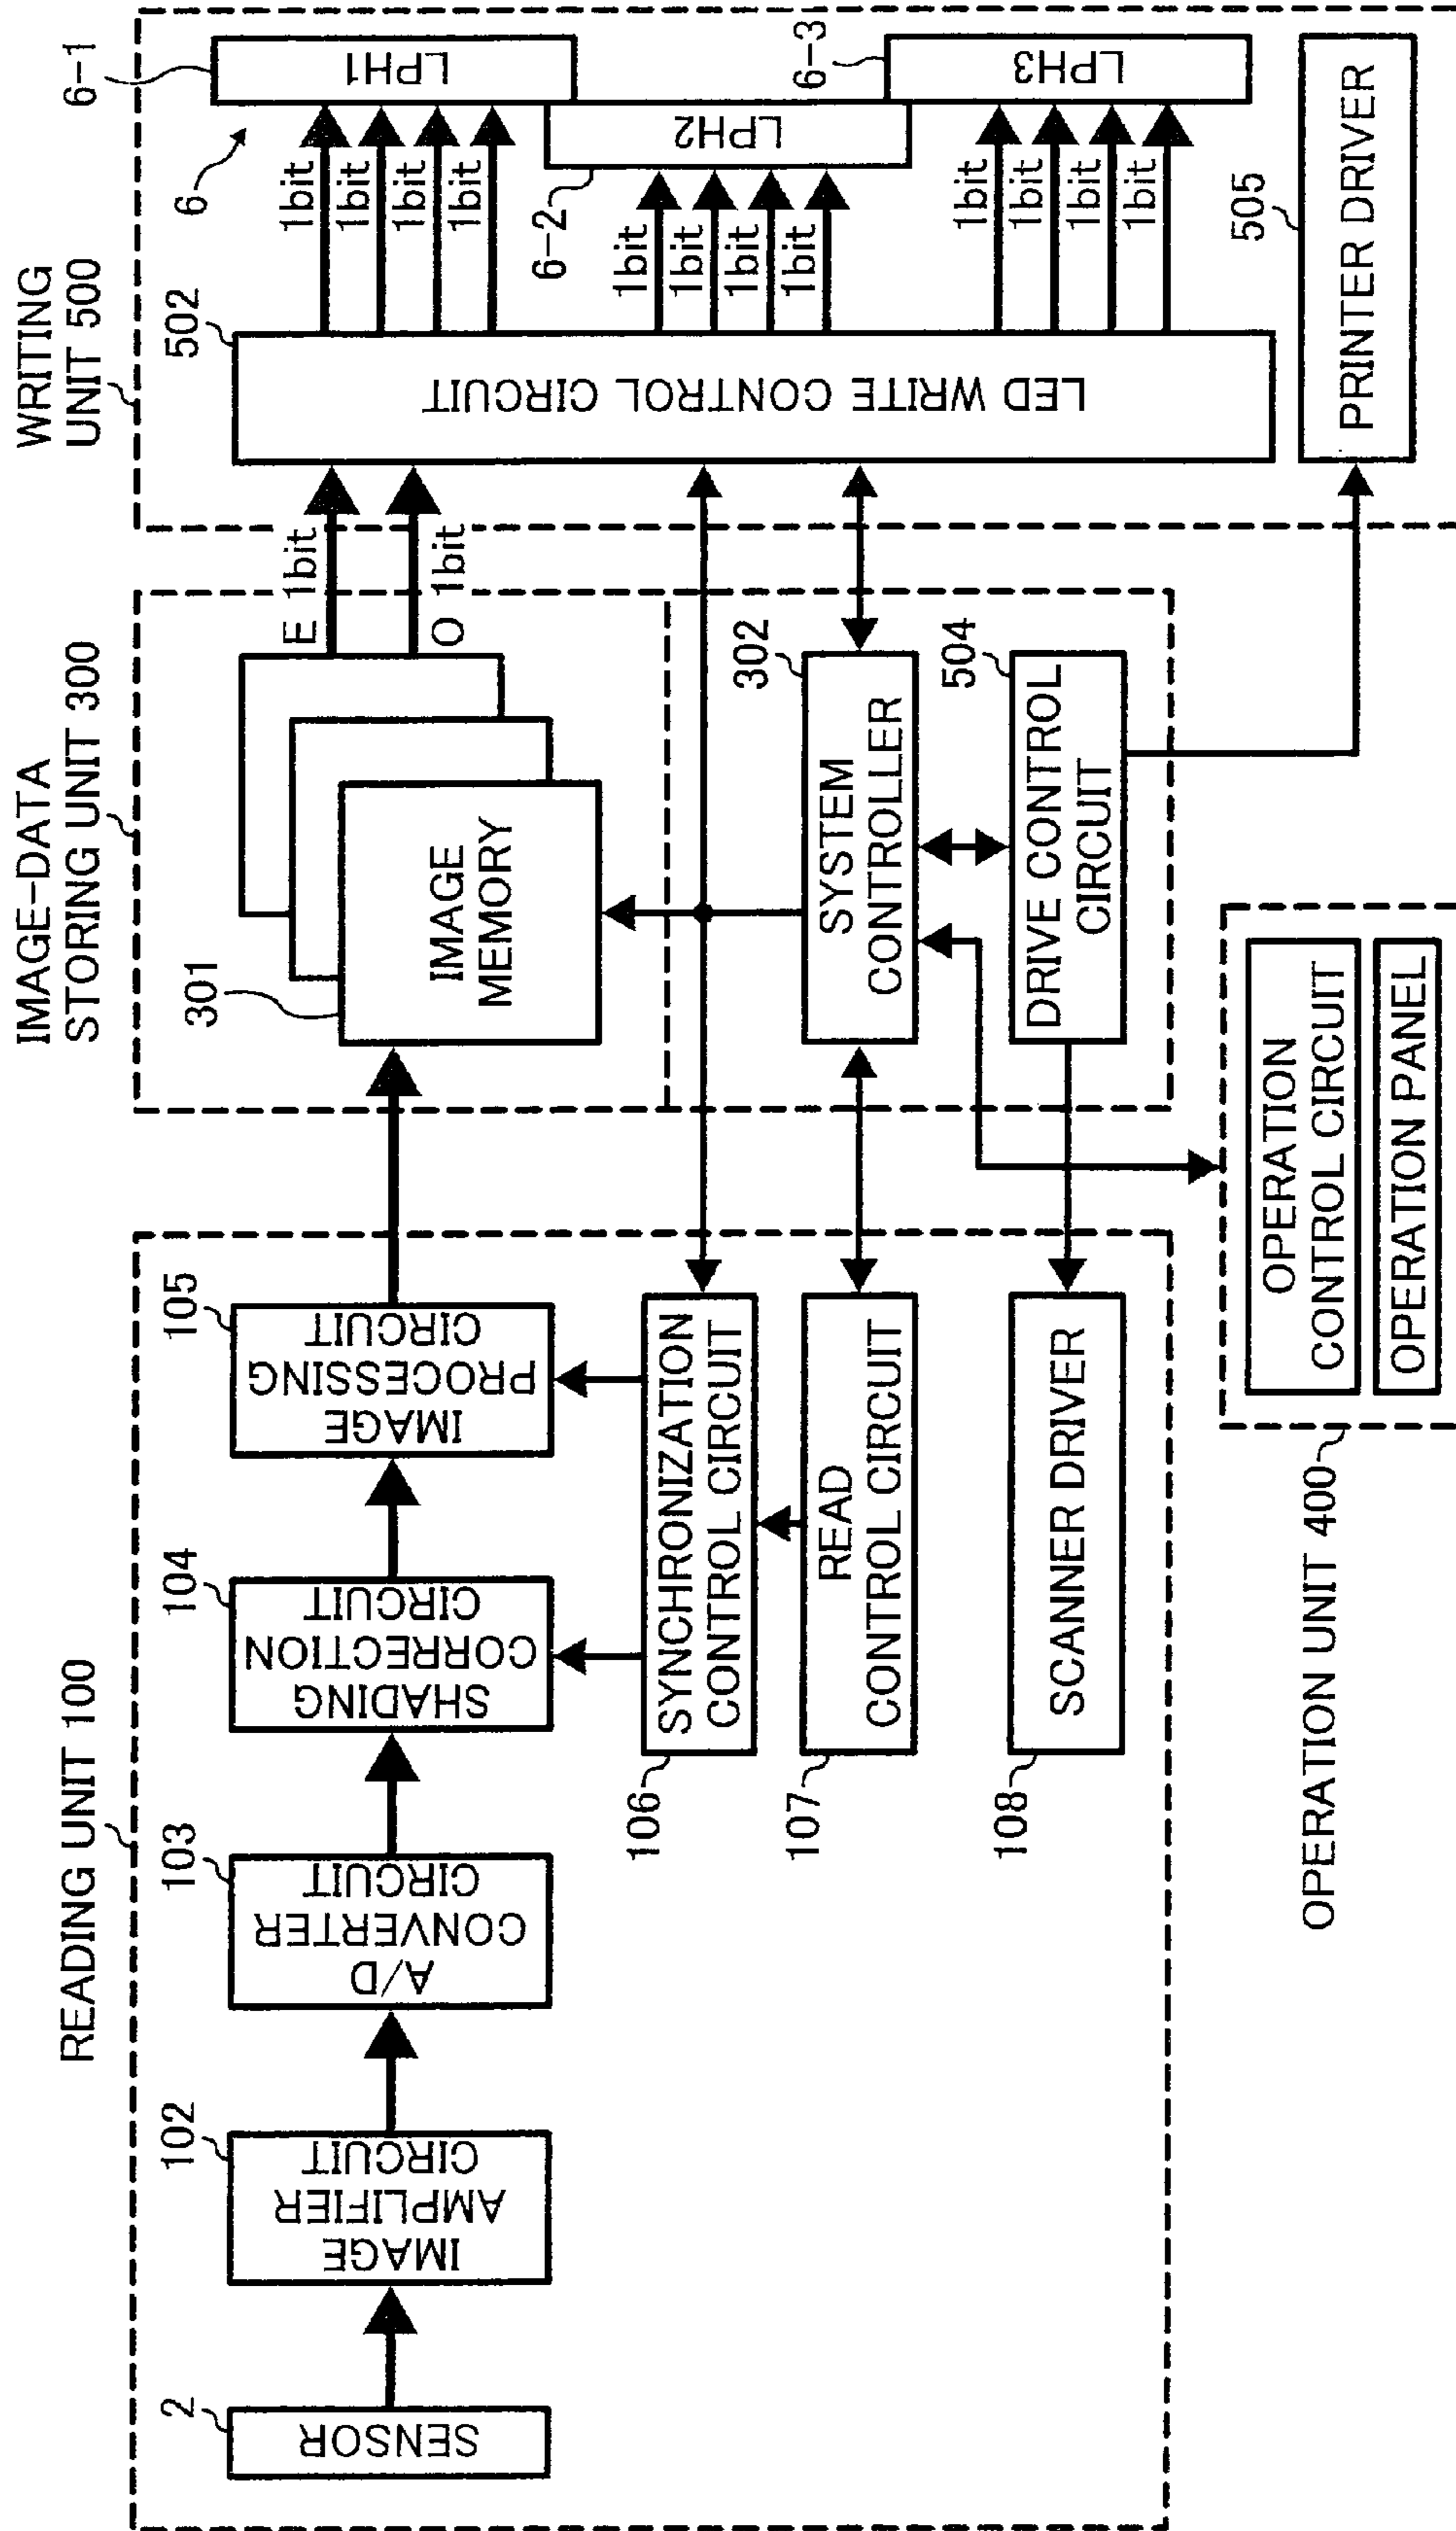 READING UNIT 100
2
SENSOR
102
IMAGE
AMPLIFIER
CIRCUIT
103
A/D
CONVERTER
CIRCUIT
104
SHADING
CORRECTION
CIRCUIT
105
IMAGE
PROCESSING
CIRCUIT
106
SYNCHRONIZATION
CONTROL CIRCUIT
107
READ
CONTROL CIRCUIT
108
SCANNER DRIVER
IMAGE-DATA
STORING UNIT 300
301
IMAGE
MEMORY
E 1bit
O 1bit
302
SYSTEM
CONTROLLER
504
DRIVE CONTROL
CIRCUIT
OPERATION UNIT 400
OPERATION
CONTROL CIRCUIT
OPERATION PANEL
WRITING
UNIT 500
502
LED WRITE CONTROL CIRCUIT
6
6-1
1bit
1bit
1bit
1bit
LPH1
6-2
1bit
1bit
1bit
1bit
LPH2
6-3
1bit
1bit
1bit
1bit
LPH3
505
PRINTER DRIVER